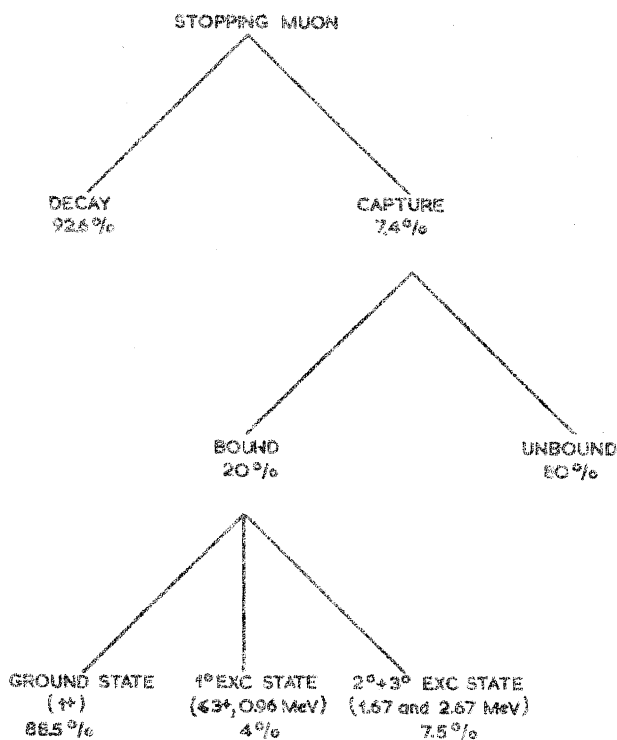 STOPPING MUON
DECAY
92.6%
CAPTURE
7.4%
BOUND
20%
UNBOUND
80%
GROUND STATE
(1+)
88.5%
1° EXC STATE
(≤3+, 0.96 MeV)
4%
2°+3° EXC STATE
(1.67 and 2.67 MeV)
7.5%